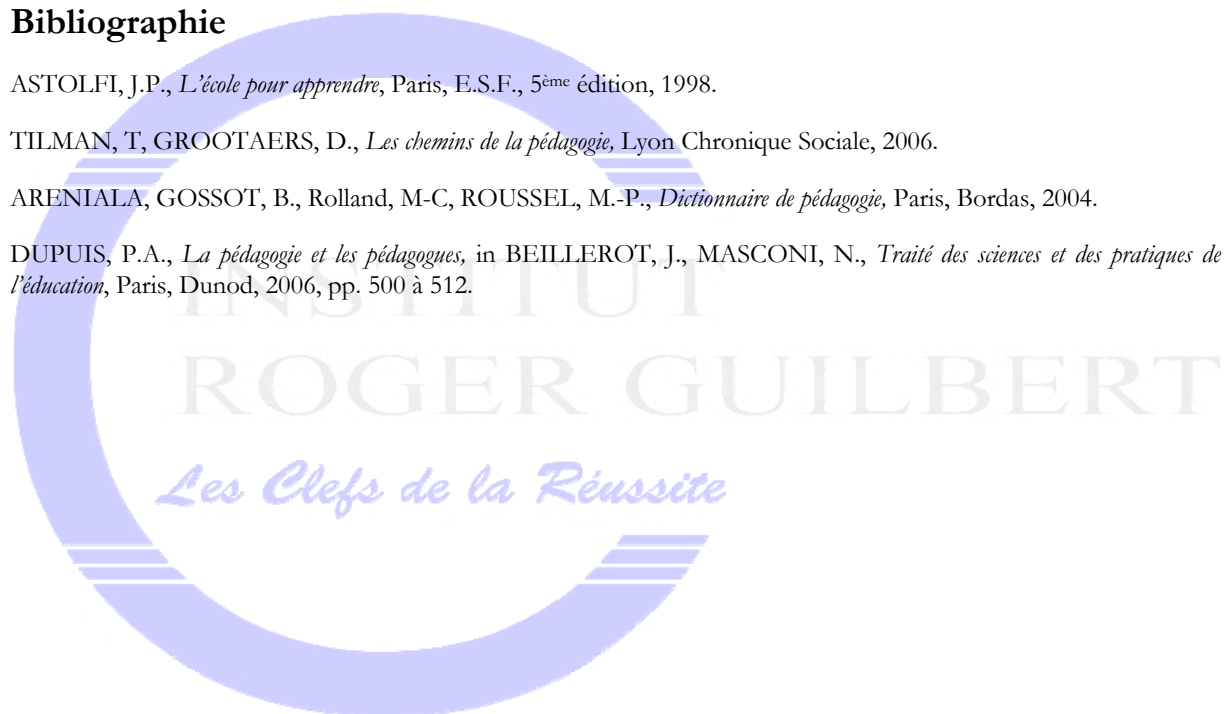 Bibliographie
ASTOLFI, J.P., L'école pour apprendre, Paris, E.S.F., 5ème édition, 1998.
TILMAN, T, GROOTAERS, D., Les chemins de la pédagogie, Lyon Chronique Sociale, 2006.
ARENIALA, GOSSOT, B., Rolland, M-C, ROUSSEL, M.-P., Dictionnaire de pédagogie, Paris, Bordas, 2004.
DUPUIS, P.A., La pédagogie et les pédagogues, in BEILLEROT, J., MASCONI, N., Traité des sciences et des pratiques de
l'éducation, Paris, Dunod, 2006, pp. 500 à 512.
INSTITUT
ROGER GUILBERT
Les Clefs de la Réussite